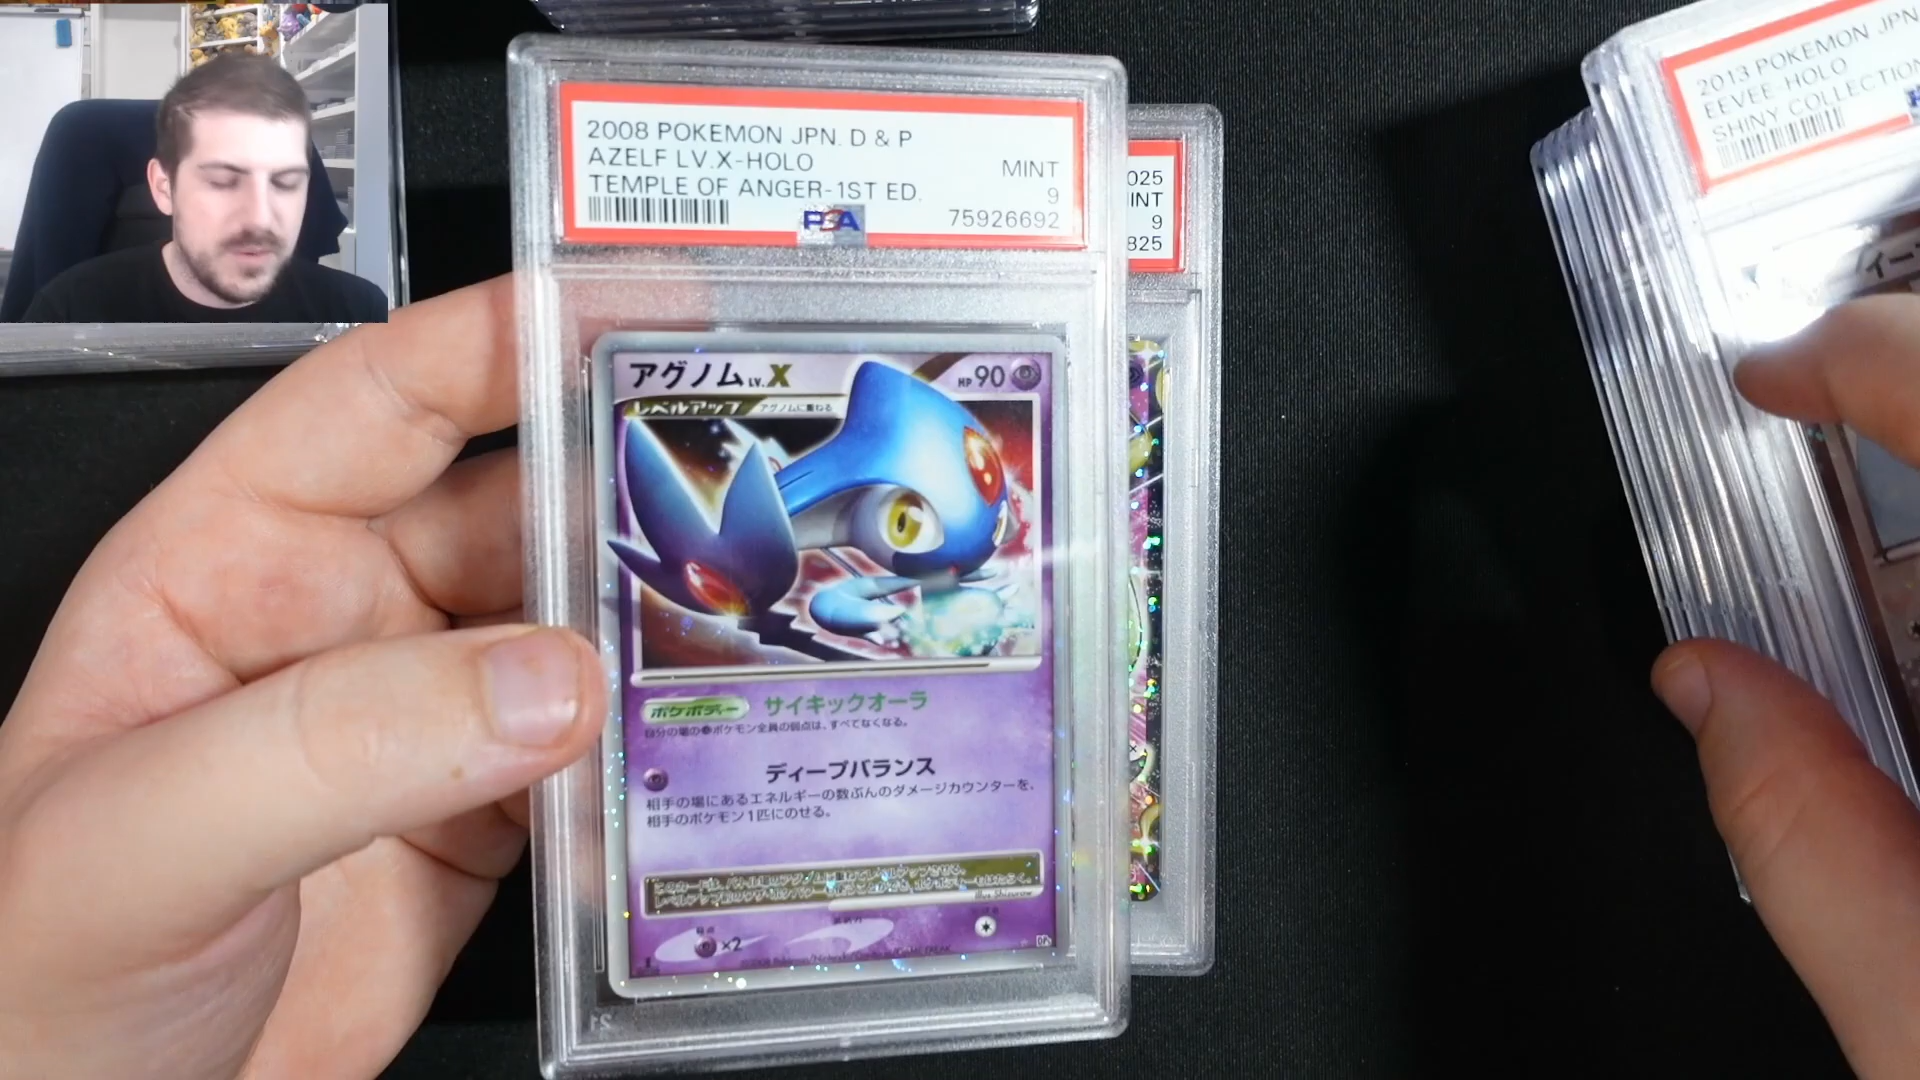 2008 POKEMON JPN. D & P
AZELF LV.X-HOLO MINT
TEMPLE OF ANGER-1ST ED. 9
PSA 75926692
025
MINT
9
825
2013 POKEMON JPN
EEVEE-HOLO
SHINY COLLECTION
アグノム LV.X HP 90
レベルアップ アグノムに重ねる
ポケボディー サイキックオーラ
自分の場の ポケモン全員の弱点は、すべてなくなる。
ディープバランス
相手の場にあるエネルギーの数ぶんのダメージカウンターを、
相手のポケモン1匹にのせる。
弱点
×2